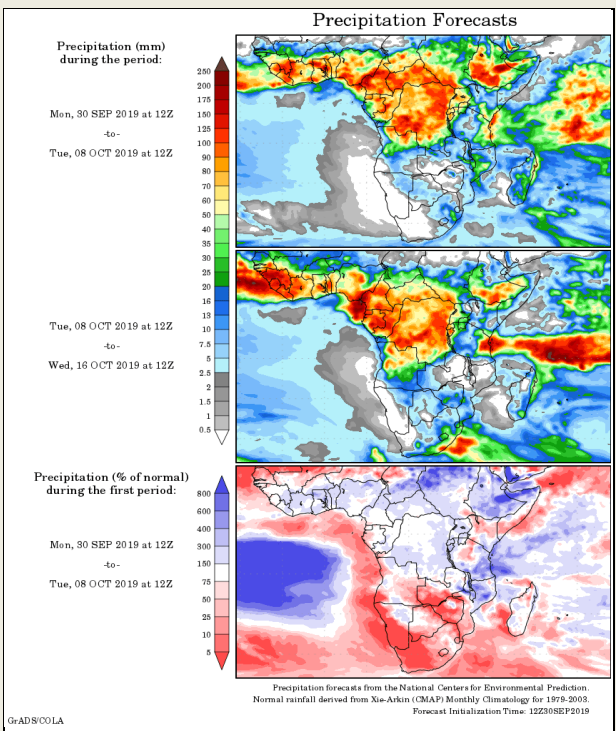 Precipitation Forecasts
Precipitation (mm)
during the period:
Mon, 30 SEP 2019 at 12Z
-to-
Tue, 08 OCT 2019 at 12Z
250
200
175
150
125
100
90
80
70
60
50
40
35
30
25
20
16
13
10
7.5
5
2.5
2
1.5
1
0.5
Tue, 08 OCT 2019 at 12Z
-to-
Wed, 16 OCT 2019 at 12Z
Precipitation (% of normal)
during the first period:
Mon, 30 SEP 2019 at 12Z
-to-
Tue, 08 OCT 2019 at 12Z
800
600
400
300
150
75
50
25
10
5
Precipitation forecasts from the National Centers for Environmental Prediction.
Normal rainfall derived from Xie-Arkin (CMAP) Monthly Climatology for 1979-2003.
Forecast Initialization Time: 12Z30SEP2019
GrADS/COLA